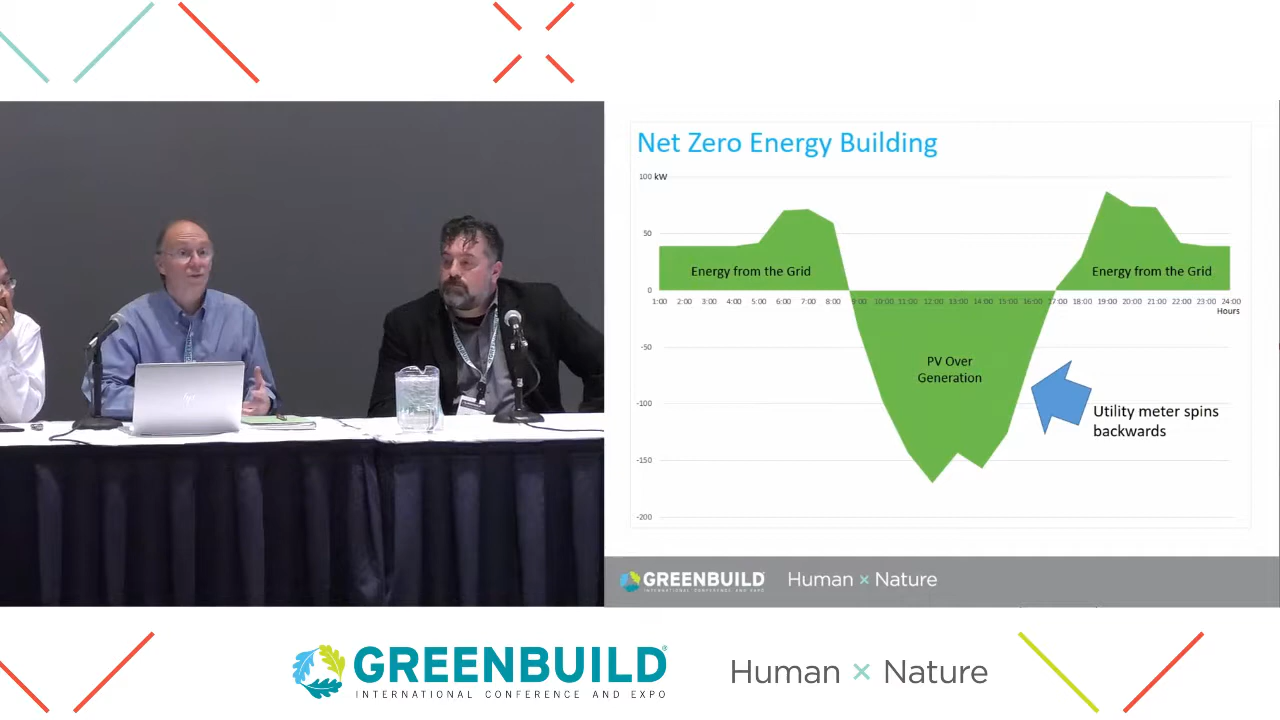 Net Zero Energy Building
100 kW
50
Energy from the Grid
Energy from the Grid
0
1:00 2:00 3:00 4:00 5:00 6:00 7:00 8:00 9:00 10:00 11:00 12:00 13:00 14:00 15:00 16:00 17:00 18:00 19:00 20:00 21:00 22:00 23:00 24:00
Hours
-50
PV Over
Generation
-100
Utility meter spins
backwards
-150
-200
GREENBUILD
INTERNATIONAL CONFERENCE AND EXPO
Human × Nature
GREENBUILD®
INTERNATIONAL CONFERENCE AND EXPO
Human × Nature